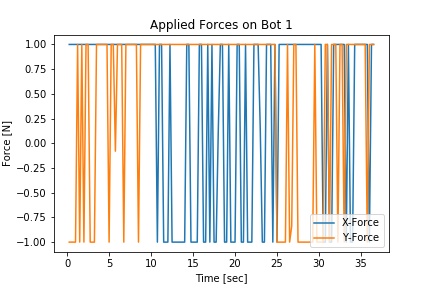 Applied Forces on Bot 1
Force [N]
1.00
0.75
0.50
0.25
0.00
−0.25
−0.50
−0.75
−1.00
0 5 10 15 20 25 30 35
Time [sec]
X-Force
Y-Force